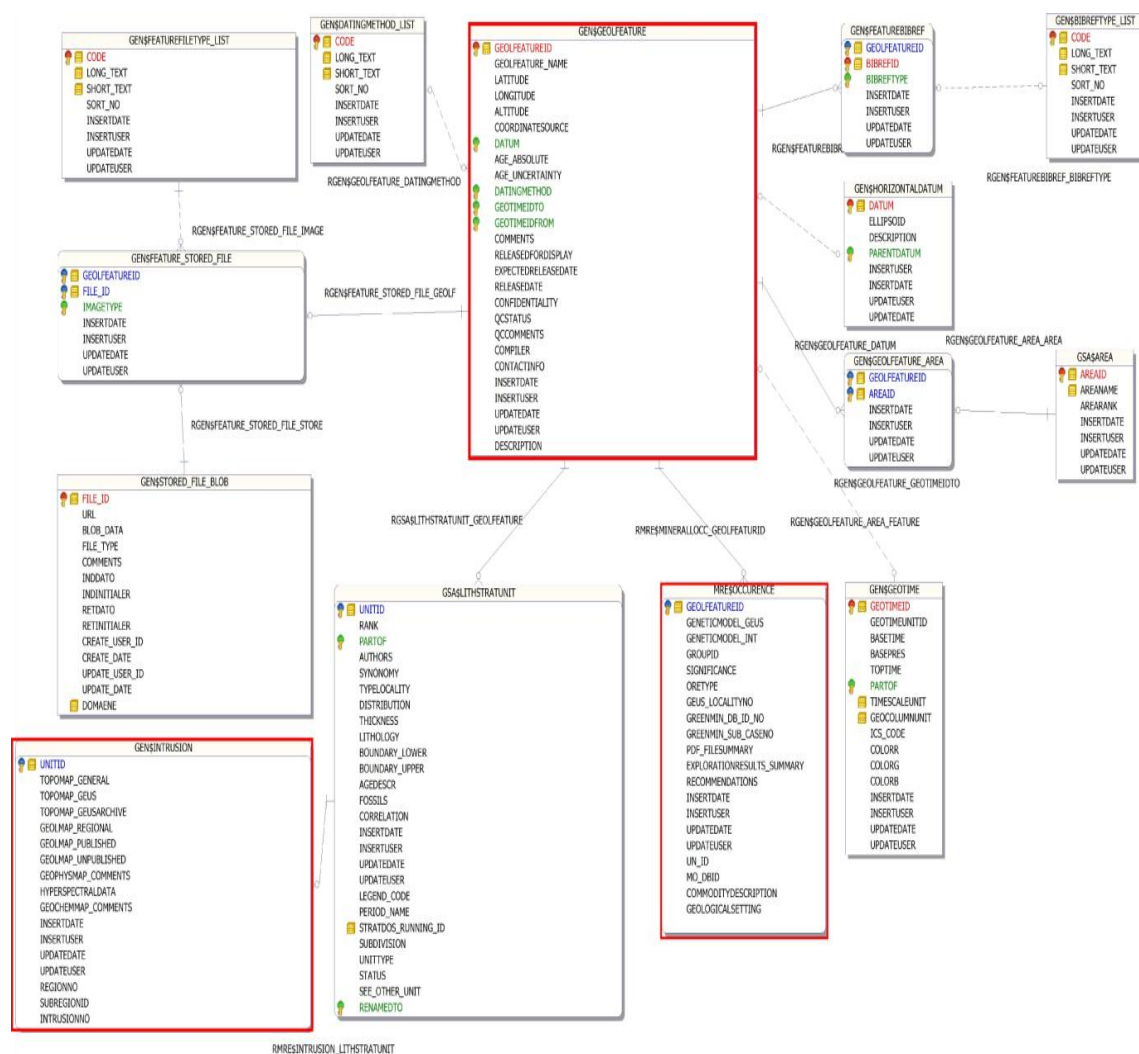 GEN$FEATUREFILETYPE_LIST
CODE
LONG_TEXT
SHORT_TEXT
SORT_NO
INSERTDATE
INSERTUSER
UPDATEDATE
UPDATEUSER
GEN$DATINGMETHOD_LIST
CODE
LONG_TEXT
SHORT_TEXT
SORT_NO
INSERTDATE
INSERTUSER
UPDATEDATE
UPDATEUSER
RGEN$GEOLFEATURE_DATINGMETHOD
GEN$GEOLFEATURE
GEOLFEATUREID
GEOLFEATURE_NAME
LATITUDE
LONGITUDE
ALTITUDE
COORDINATESOURCE
DATUM
AGE_ABSOLUTE
AGE_UNCERTAINTY
DATINGMETHOD
GEOTIMEIDTO
GEOTIMEIDFROM
COMMENTS
RELEASEDFORDISPLAY
EXPECTEDRELEASEDATE
RELEASEDATE
CONFIDENTIALITY
QCSTATUS
QCCOMMENTS
COMPILER
CONTACTINFO
INSERTDATE
INSERTUSER
UPDATEDATE
UPDATEUSER
DESCRIPTION
GEN$FEATUREBIBREF
GEOLFEATUREID
BIBREFID
BIBREFTYPE
INSERTDATE
INSERTUSER
UPDATEDATE
UPDATEUSER
RGEN$FEATUREBIBR
GEN$BIBREFTYPE_LIST
CODE
LONG_TEXT
SHORT_TEXT
SORT_NO
INSERTDATE
INSERTUSER
UPDATEDATE
UPDATEUSER
RGEN$FEATUREBIBREF_BIBREFTYPE
GEN$HORIZONTALDATUM
DATUM
ELLIPSOID
DESCRIPTION
PARENTDATUM
INSERTUSER
INSERTDATE
UPDATEUSER
UPDATEDATE
RGEN$FEATURE_STORED_FILE_IMAGE
GEN$FEATURE_STORED_FILE
GEOLFEATUREID
FILE_ID
IMAGETYPE
INSERTDATE
INSERTUSER
UPDATEDATE
UPDATEUSER
RGEN$FEATURE_STORED_FILE_GEOLF
RGEN$GEOLFEATURE_DATUM
RGEN$GEOLFEATURE_AREA_AREA
GEN$GEOLFEATURE_AREA
GEOLFEATUREID
AREAID
INSERTDATE
INSERTUSER
UPDATEDATE
UPDATEUSER
GSA$AREA
AREAID
AREANAME
AREARANK
INSERTDATE
INSERTUSER
UPDATEDATE
UPDATEUSER
RGEN$GEOLFEATURE_GEOTIMEIDTO
RGEN$FEATURE_STORED_FILE_STORE
RGSA$LITHSTRATUNIT_GEOLFEATURE
RMRE$MINERALLOCC_GEOLFEATURID
RGEN$GEOLFEATURE_AREA_FEATURE
GEN$STORED_FILE_BLOB
FILE_ID
URL
BLOB_DATA
FILE_TYPE
COMMENTS
INDDATO
INDINITIALER
RETDATO
RETINITIALER
CREATE_USER_ID
CREATE_DATE
UPDATE_USER_ID
UPDATE_DATE
DOMAENE
GSA$LITHSTRATUNIT
UNITID
RANK
PARTOF
AUTHORS
SYNONOMY
TYPELOCALITY
DISTRIBUTION
THICKNESS
LITHOLOGY
BOUNDARY_LOWER
BOUNDARY_UPPER
AGEDESCR
FOSSILS
CORRELATION
INSERTDATE
INSERTUSER
UPDATEDATE
UPDATEUSER
LEGEND_CODE
PERIOD_NAME
STRATDOS_RUNNING_ID
SUBDIVISION
UNITTYPE
STATUS
SEE_OTHER_UNIT
RENAMEDTO
MRE$OCCURENCE
GEOLFEATUREID
GENETICMODEL_GEUS
GENETICMODEL_INT
GROUPID
SIGNIFICANCE
ORETYPE
GEUS_LOCALITYNO
GREENMIN_DB_ID_NO
GREENMIN_SUB_CASENO
PDF_FILESUMMARY
EXPLORATIONRESULTS_SUMMARY
RECOMMENDATIONS
INSERTDATE
INSERTUSER
UPDATEDATE
UPDATEUSER
UN_ID
MO_DBID
COMMODITYDESCRIPTION
GEOLOGICALSETTING
GEN$GEOTIME
GEOTIMEID
GEOTIMEUNITID
BASETIME
BASEPRES
TOPTIME
PARTOF
TIMESCALEUNIT
GEOCOLUMNUNIT
ICS_CODE
COLORR
COLORG
COLORB
INSERTDATE
INSERTUSER
UPDATEDATE
UPDATEUSER
GEN$INTRUSION
UNITID
TOPOMAP_GENERAL
TOPOMAP_GEUS
TOPOMAP_GEUSARCHIVE
GEOLMAP_REGIONAL
GEOLMAP_PUBLISHED
GEOLMAP_UNPUBLISHED
GEOPHYSMAP_COMMENTS
HYPERSPECTRALDATA
GEOCHEMMAP_COMMENTS
INSERTDATE
INSERTUSER
UPDATEDATE
UPDATEUSER
REGIONNO
SUBREGIONID
INTRUSIONNO
RMRE$INTRUSION_LITHSTRATUNIT